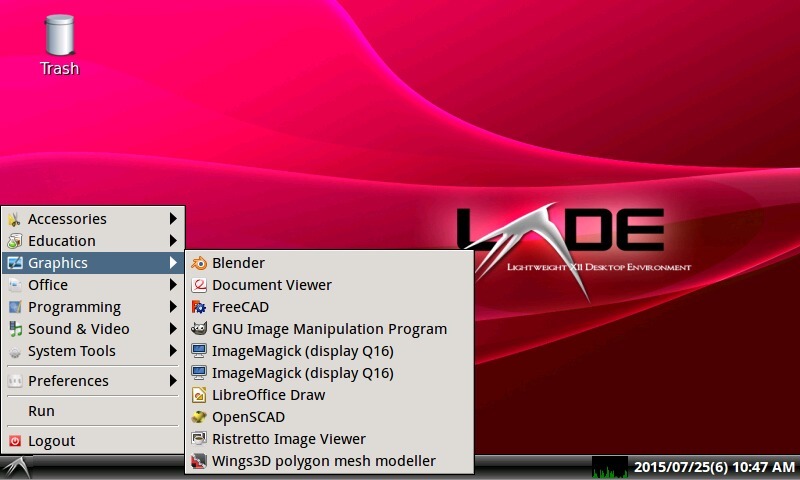 Trash
LXDE
Lightweight X11 Desktop Environment
Accessories
Education
Graphics
Office
Programming
Sound & Video
System Tools
Preferences
Run
Logout
Blender
Document Viewer
FreeCAD
GNU Image Manipulation Program
ImageMagick (display Q16)
ImageMagick (display Q16)
LibreOffice Draw
OpenSCAD
Ristretto Image Viewer
Wings3D polygon mesh modeller
2015/07/25(6) 10:47 AM